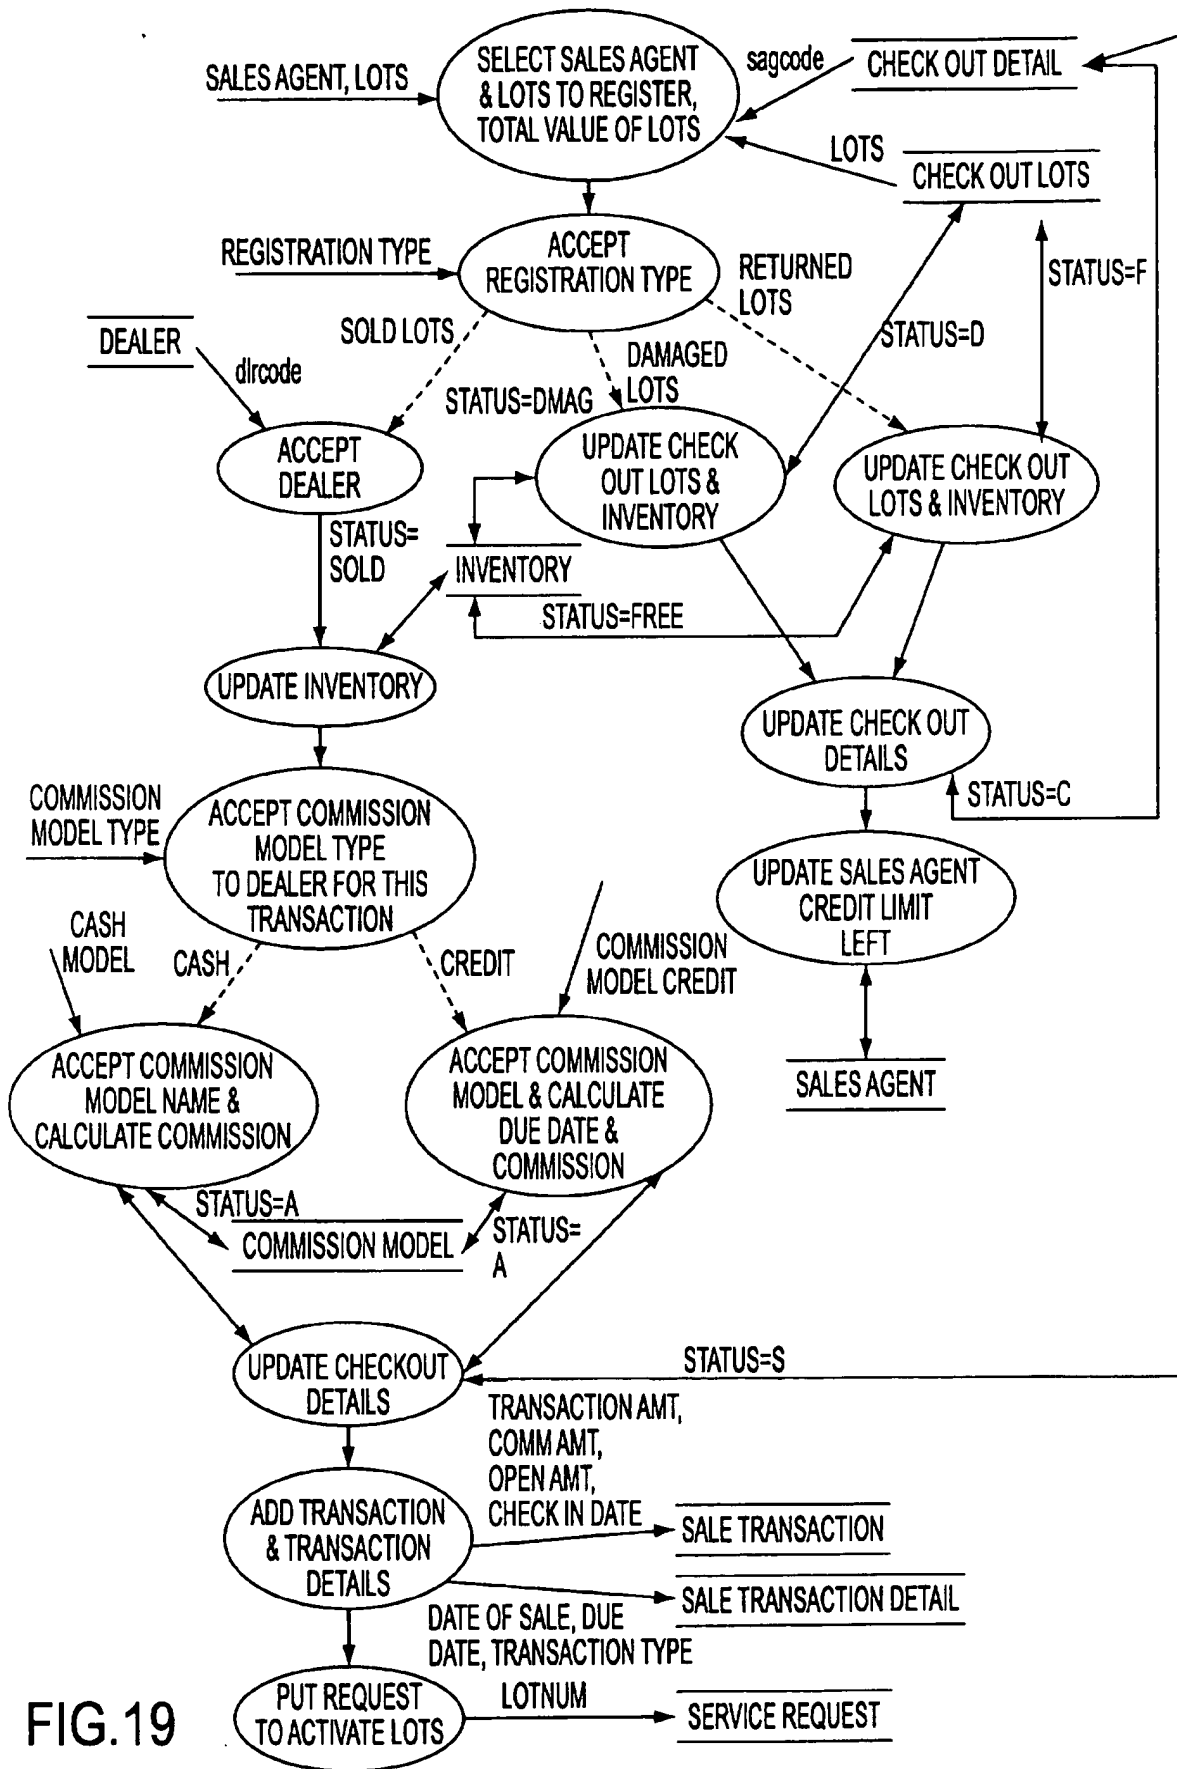 SELECT SALES AGENT
& LOTS TO REGISTER,
TOTAL VALUE OF LOTS
SALES AGENT, LOTS
sagcode
CHECK OUT DETAIL
LOTS
CHECK OUT LOTS
REGISTRATION TYPE
ACCEPT
REGISTRATION TYPE
RETURNED
LOTS
STATUS=F
DEALER
SOLD LOTS
STATUS=D
dlrcode
DAMAGED
LOTS
STATUS=DMAG
ACCEPT
DEALER
UPDATE CHECK
OUT LOTS &
INVENTORY
UPDATE CHECK OUT
LOTS & INVENTORY
STATUS=
SOLD
INVENTORY
STATUS=FREE
UPDATE INVENTORY
UPDATE CHECK OUT
DETAILS
STATUS=C
COMMISSION
MODEL TYPE
ACCEPT COMMISSION
MODEL TYPE
TO DEALER FOR THIS
TRANSACTION
UPDATE SALES AGENT
CREDIT LIMIT
LEFT
CASH
MODEL
CASH
CREDIT
COMMISSION
MODEL CREDIT
ACCEPT COMMISSION
MODEL NAME &
CALCULATE COMMISSION
ACCEPT COMMISSION
MODEL & CALCULATE
DUE DATE &
COMMISSION
SALES AGENT
STATUS=A
COMMISSION MODEL
STATUS=
A
UPDATE CHECKOUT
DETAILS
STATUS=S
TRANSACTION AMT,
COMM AMT,
OPEN AMT,
CHECK IN DATE
ADD TRANSACTION
& TRANSACTION
DETAILS
SALE TRANSACTION
SALE TRANSACTION DETAIL
DATE OF SALE, DUE
DATE, TRANSACTION TYPE
PUT REQUEST
TO ACTIVATE LOTS
LOTNUM
SERVICE REQUEST
FIG.19